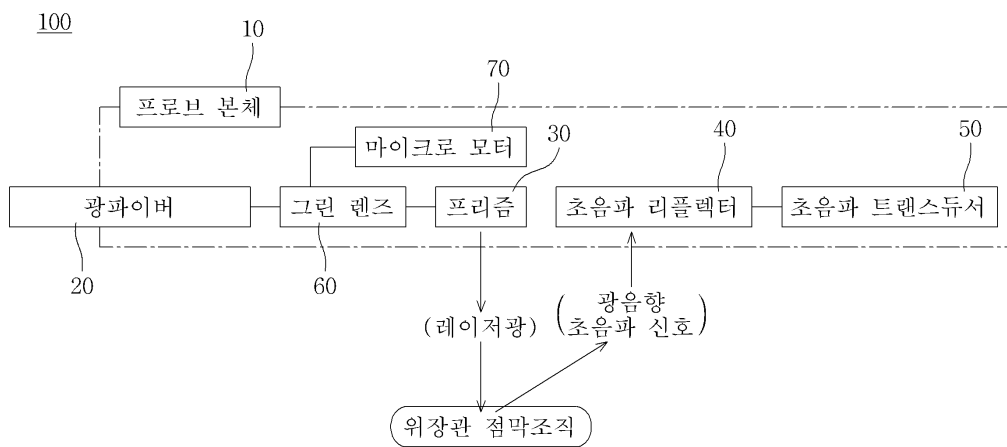 100
10
프로브 본체
70
마이크로 모터
30
40
50
광파이버
그린 렌즈
프리즘
초음파 리플렉터
초음파 트랜스듀서
20
60
(레이저광)
(광음향
초음파 신호)
위장관 점막조직